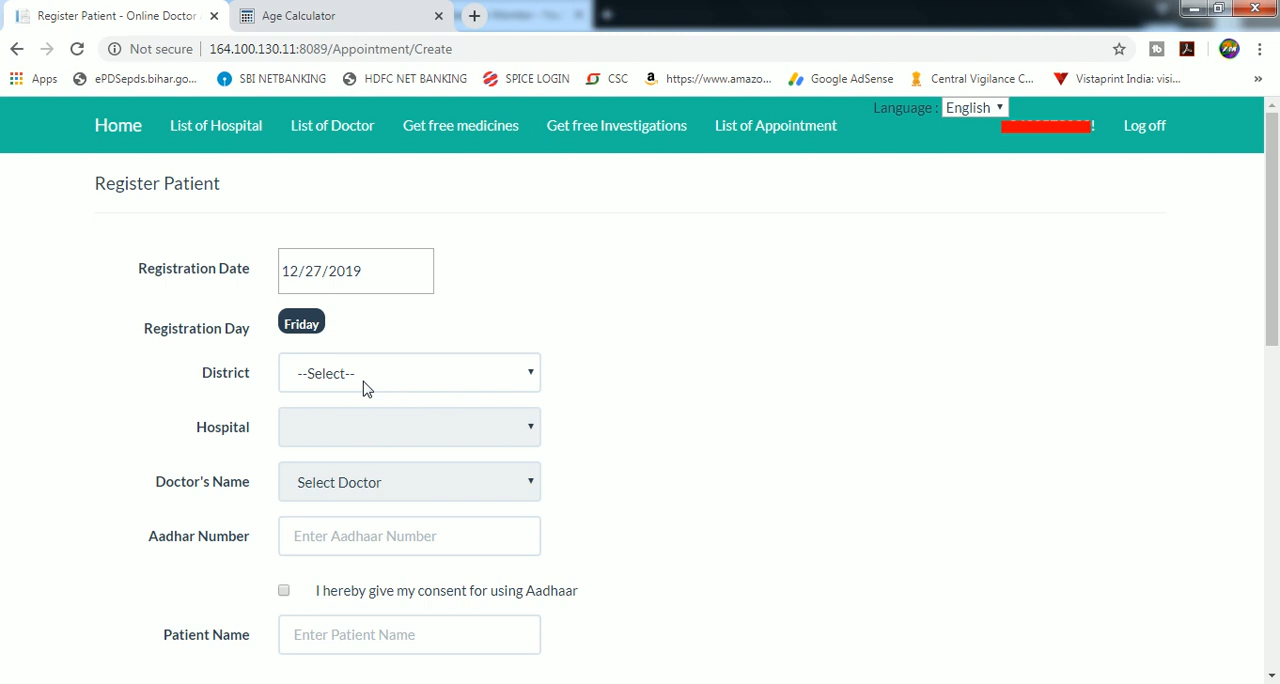 Register Patient - Online Doctor
Age Calculator
Not secure 164.100.130.11:8089/Appointment/Create
Apps ePDSepds.bihar.go... SBI NETBANKING HDFC NET BANKING SPICE LOGIN CSC https://www.amazo... Google AdSense Central Vigilance C... Vistaprint India: visi... »
Language : English
Home List of Hospital List of Doctor Get free medicines Get free Investigations List of Appointment ! Log off
Register Patient
Registration Date 12/27/2019
Registration Day Friday
District --Select--
Hospital
Doctor's Name Select Doctor
Aadhar Number Enter Aadhaar Number
I hereby give my consent for using Aadhaar
Patient Name Enter Patient Name